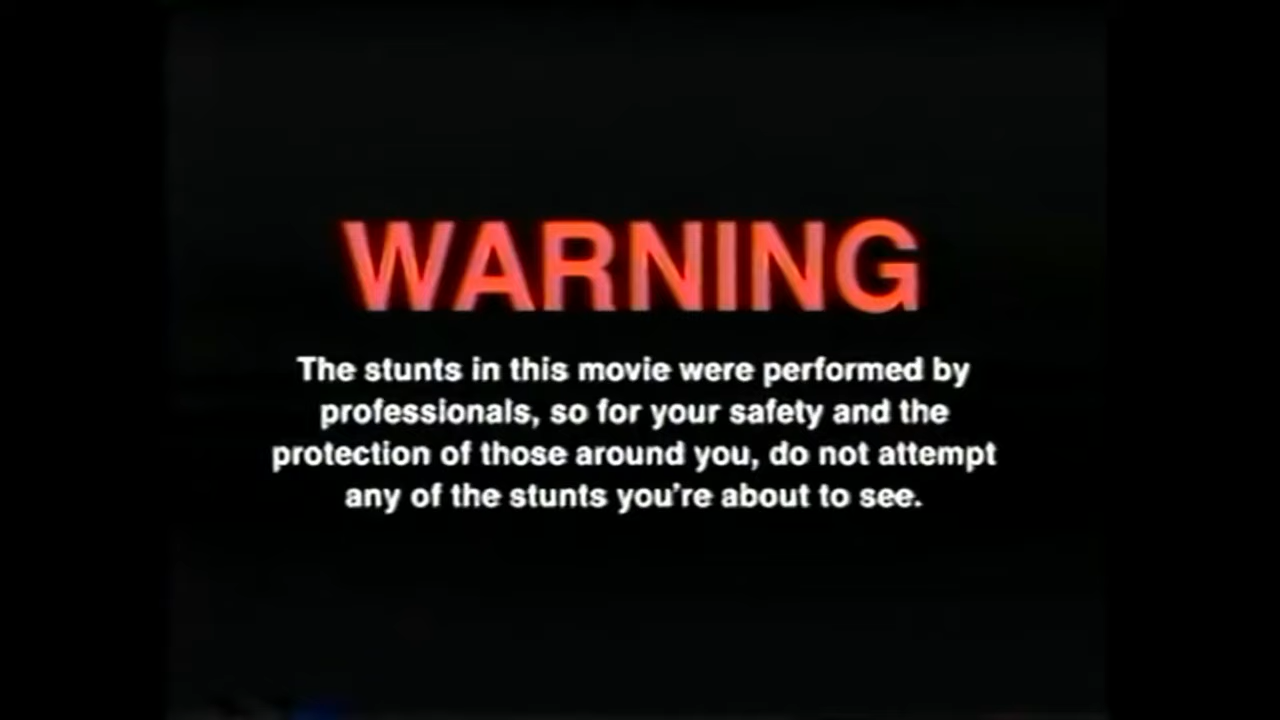 WARNING
The stunts in this movie were performed by
professionals, so for your safety and the
protection of those around you, do not attempt
any of the stunts you're about to see.